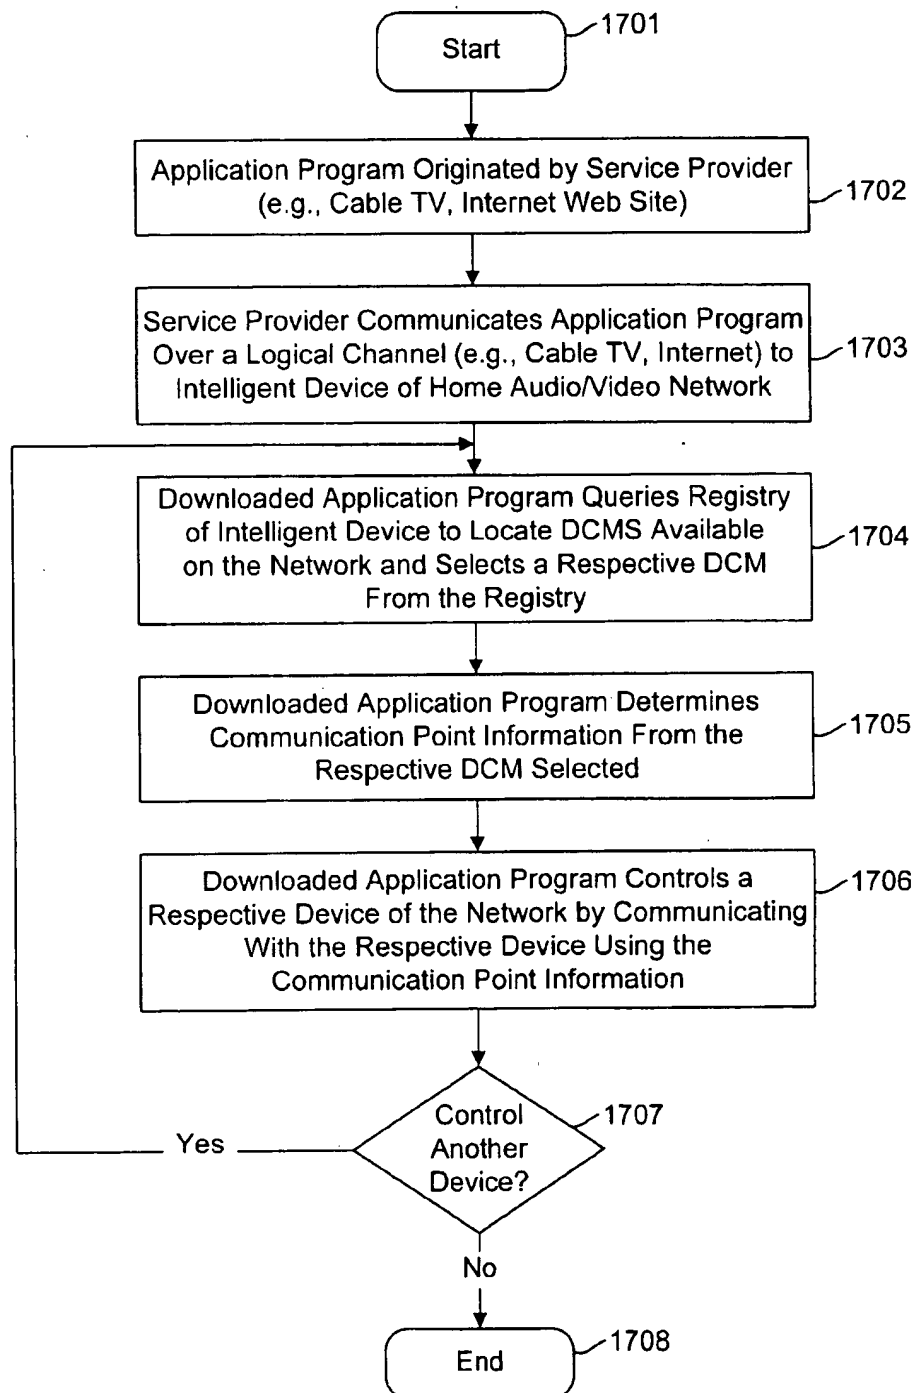 Start
1701
Application Program Originated by Service Provider
(e.g., Cable TV, Internet Web Site)
1702
Service Provider Communicates Application Program
Over a Logical Channel (e.g., Cable TV, Internet) to
Intelligent Device of Home Audio/Video Network
1703
Downloaded Application Program Queries Registry
of Intelligent Device to Locate DCMS Available
on the Network and Selects a Respective DCM
From the Registry
1704
Downloaded Application Program Determines
Communication Point Information From the
Respective DCM Selected
1705
Downloaded Application Program Controls a
Respective Device of the Network by Communicating
With the Respective Device Using the
Communication Point Information
1706
Control
Another
Device?
1707
Yes
No
End
1708